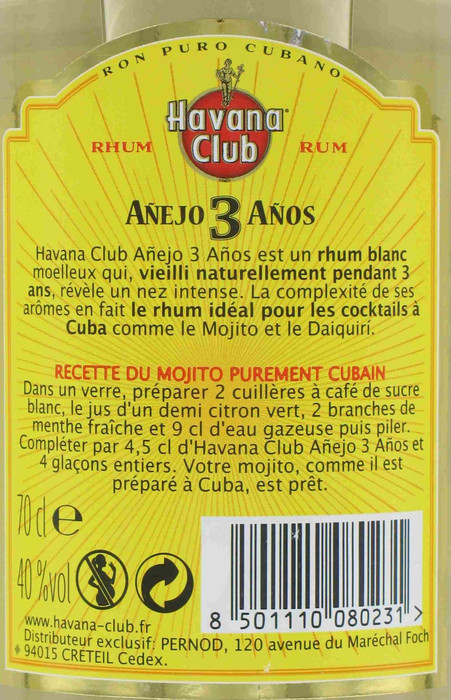 RON PURO CUBANO
Havana
RHUM Club RUM
AÑEJO 3 AÑOS
Havana Club Añejo 3 Años est un rhum blanc
moelleux qui, vieilli naturellement pendant 3
ans, révèle un nez intense. La complexité de ses
arômes en fait le rhum idéal pour les cocktails à
Cuba comme le Mojito et le Daiquirí.
RECETTE DU MOJITO PUREMENT CUBAIN
Dans un verre, préparer 2 cuillères à café de sucre
blanc, le jus d'un demi citron vert, 2 branches de
menthe fraîche et 9 cl d'eau gazeuse puis piler.
Compléter par 4,5 cl d'Havana Club Añejo 3 Años et
4 glaçons entiers. Votre mojito, comme il est
préparé à Cuba, est prêt.
70 cl e
40 %vol
8 501110 080231 >
www.havana-club.fr
Distributeur exclusif: PERNOD, 120 avenue du Maréchal Foch
94015 CRÉTEIL Cedex.